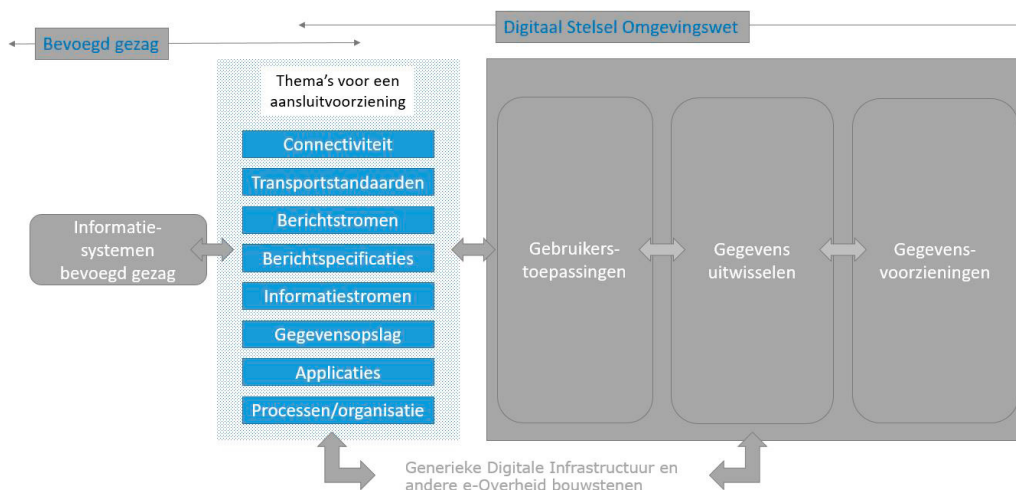 Digitaal Stelsel Omgevingswet
Bevoegd gezag
Thema's voor een
aansluitvoorziening
Connectiviteit
Transportstandaarden
Berichtstromen
Berichtspecificaties
Informatiestromen
Gegevensopslag
Applicaties
Processen/organisatie
Informatie-
systemen
bevoegd gezag
Gebruikers-
toepassingen
Gegevens
uitwisselen
Gegevens-
voorzieningen
Generieke Digitale Infrastructuur en
andere e-Overheid bouwstenen